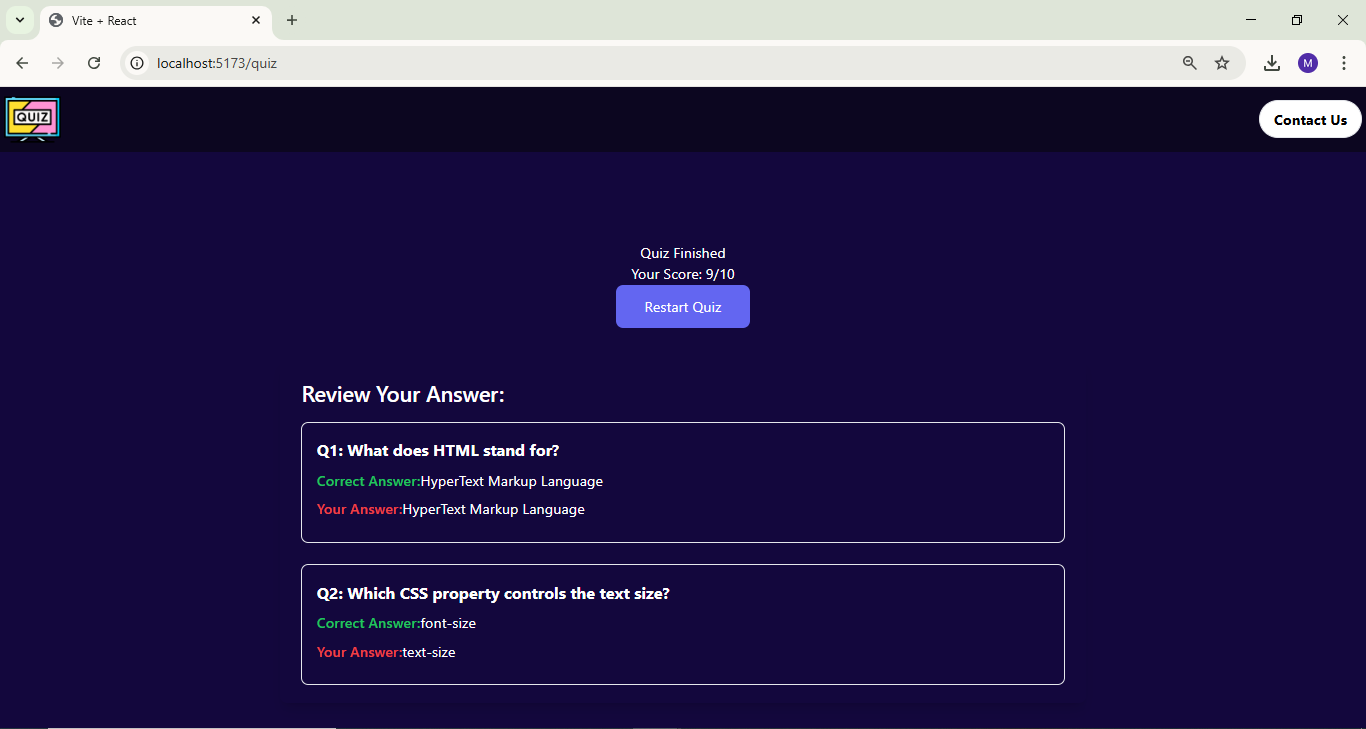 Vite + React
localhost:5173/quiz
M
QUIZ
Contact Us
Quiz Finished
Your Score: 9/10
Restart Quiz
Review Your Answer:
Q1: What does HTML stand for?
Correct Answer:HyperText Markup Language
Your Answer:HyperText Markup Language
Q2: Which CSS property controls the text size?
Correct Answer:font-size
Your Answer:text-size